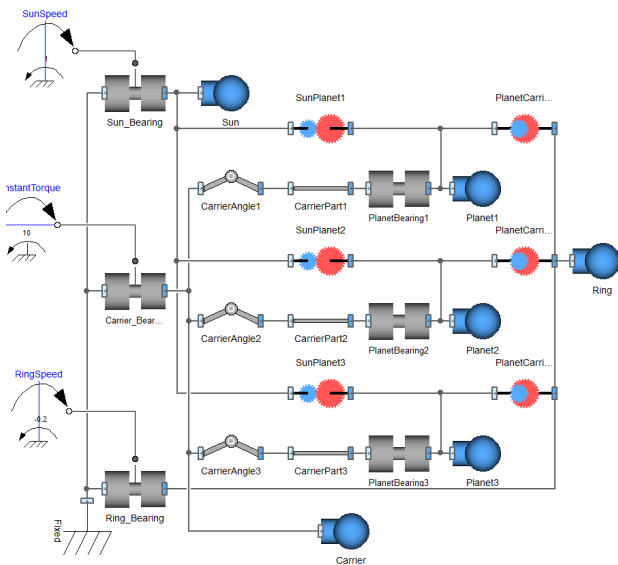 SunSpeed
1
Sun_Bearing
Sun
SunPlanet1
PlanetCarri...
nstantTorque
10
CarrierAngle1
CarrierPart1
PlanetBearing1
Planet1
SunPlanet2
PlanetCarri...
Ring
Carrier_Bear...
CarrierAngle2
CarrierPart2
PlanetBearing2
Planet2
RingSpeed
-0.2
SunPlanet3
PlanetCarri...
CarrierAngle3
CarrierPart3
PlanetBearing3
Planet3
Ring_Bearing
Fixed
Carrier